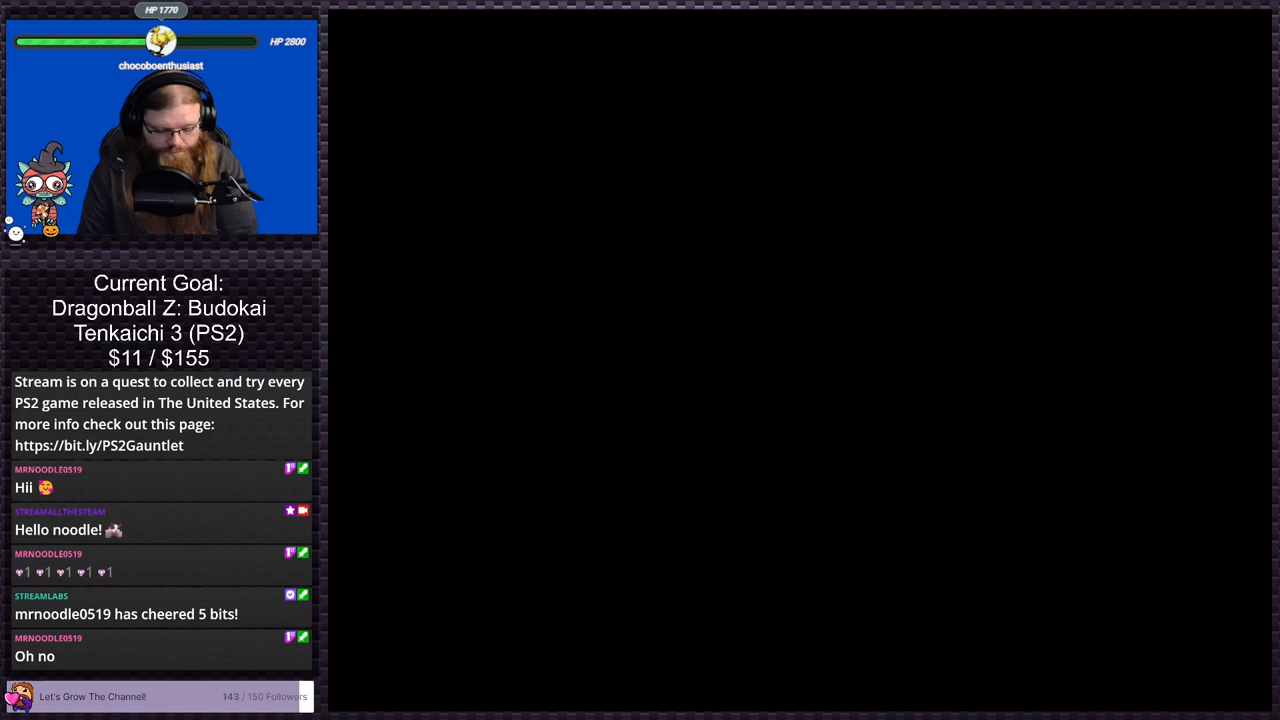 HP 1770
HP 2800
chocoboenthusiast
Current Goal:
Dragonball Z: Budokai
Tenkaichi 3 (PS2)
$11 / $155
Stream is on a quest to collect and try every
PS2 game released in The United States. For
more info check out this page:
https://bit.ly/PS2Gauntlet
MRNOODLE0519
Hii 🥰
STREAMALLTHESTEAM
Hello noodle!
MRNOODLE0519
1 1 1 1 1
STREAMLABS
mrnoodle0519 has cheered 5 bits!
MRNOODLE0519
Oh no
Let's Grow The Channel! 143 / 150 Followers